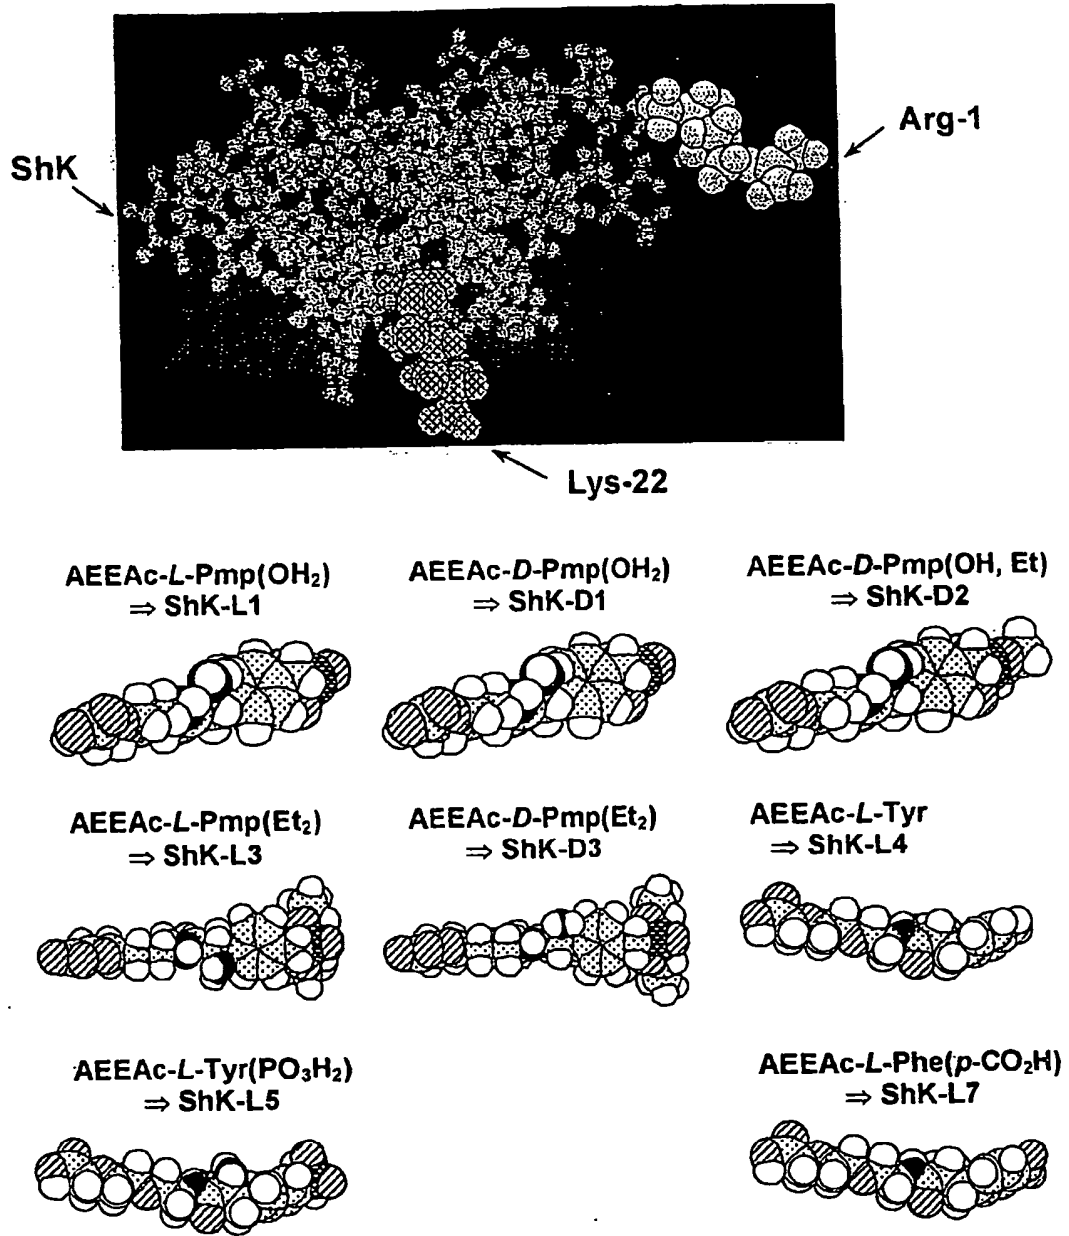 Arg-1
ShK
Lys-22
AEEAc-L-Pmp(OH₂)
⇒ ShK-L1
AEEAc-D-Pmp(OH₂)
⇒ ShK-D1
AEEAc-D-Pmp(OH, Et)
⇒ ShK-D2
AEEAc-L-Pmp(Et₂)
⇒ ShK-L3
AEEAc-D-Pmp(Et₂)
⇒ ShK-D3
AEEAc-L-Tyr
⇒ ShK-L4
AEEAc-L-Tyr(PO₃H₂)
⇒ ShK-L5
AEEAc-L-Phe(p-CO₂H)
⇒ ShK-L7